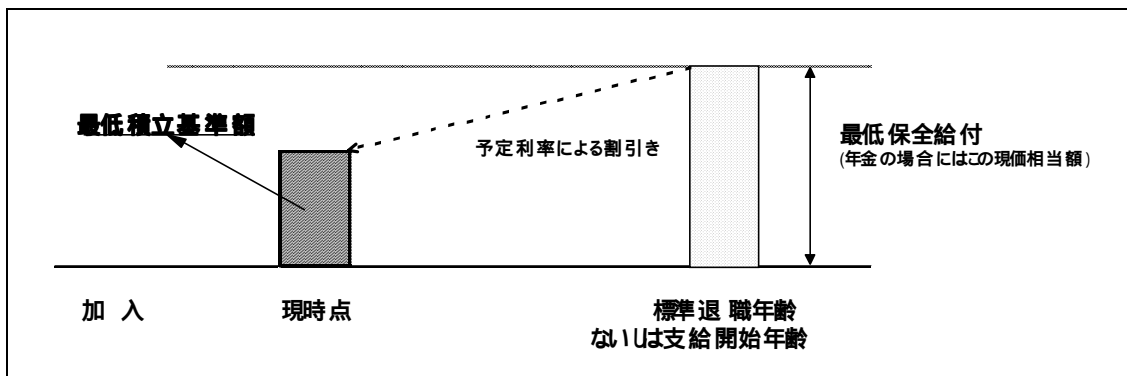 最低積立基準額
予定利率による割引き
最低保全給付
(年金の場合にはこの現価相当額)
加 入
現時点
標準退職年齢
ないしは支給開始年齢